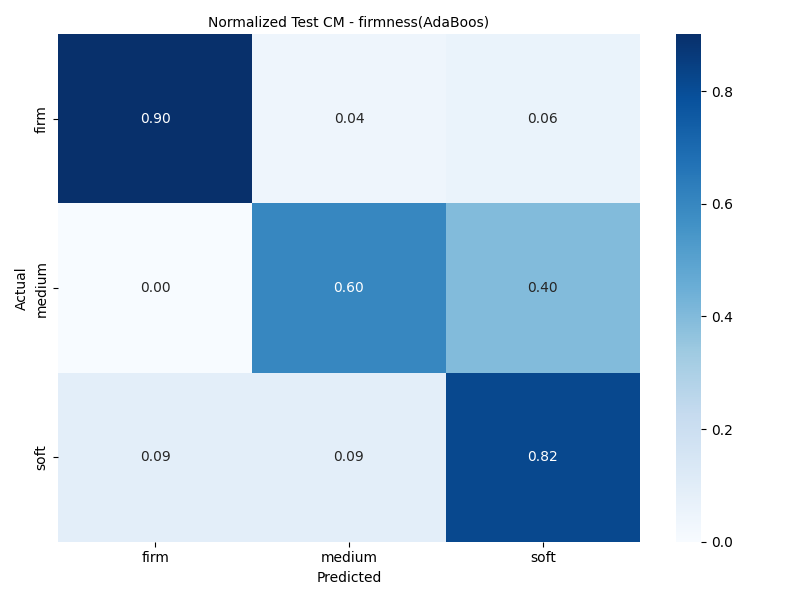 Normalized Test CM - firmness(AdaBoos)
firm
0.90
0.04
0.06
0.8
0.6
Actual
medium
0.00
0.60
0.40
0.4
0.2
soft
0.09
0.09
0.82
0.0
firm
medium
soft
Predicted